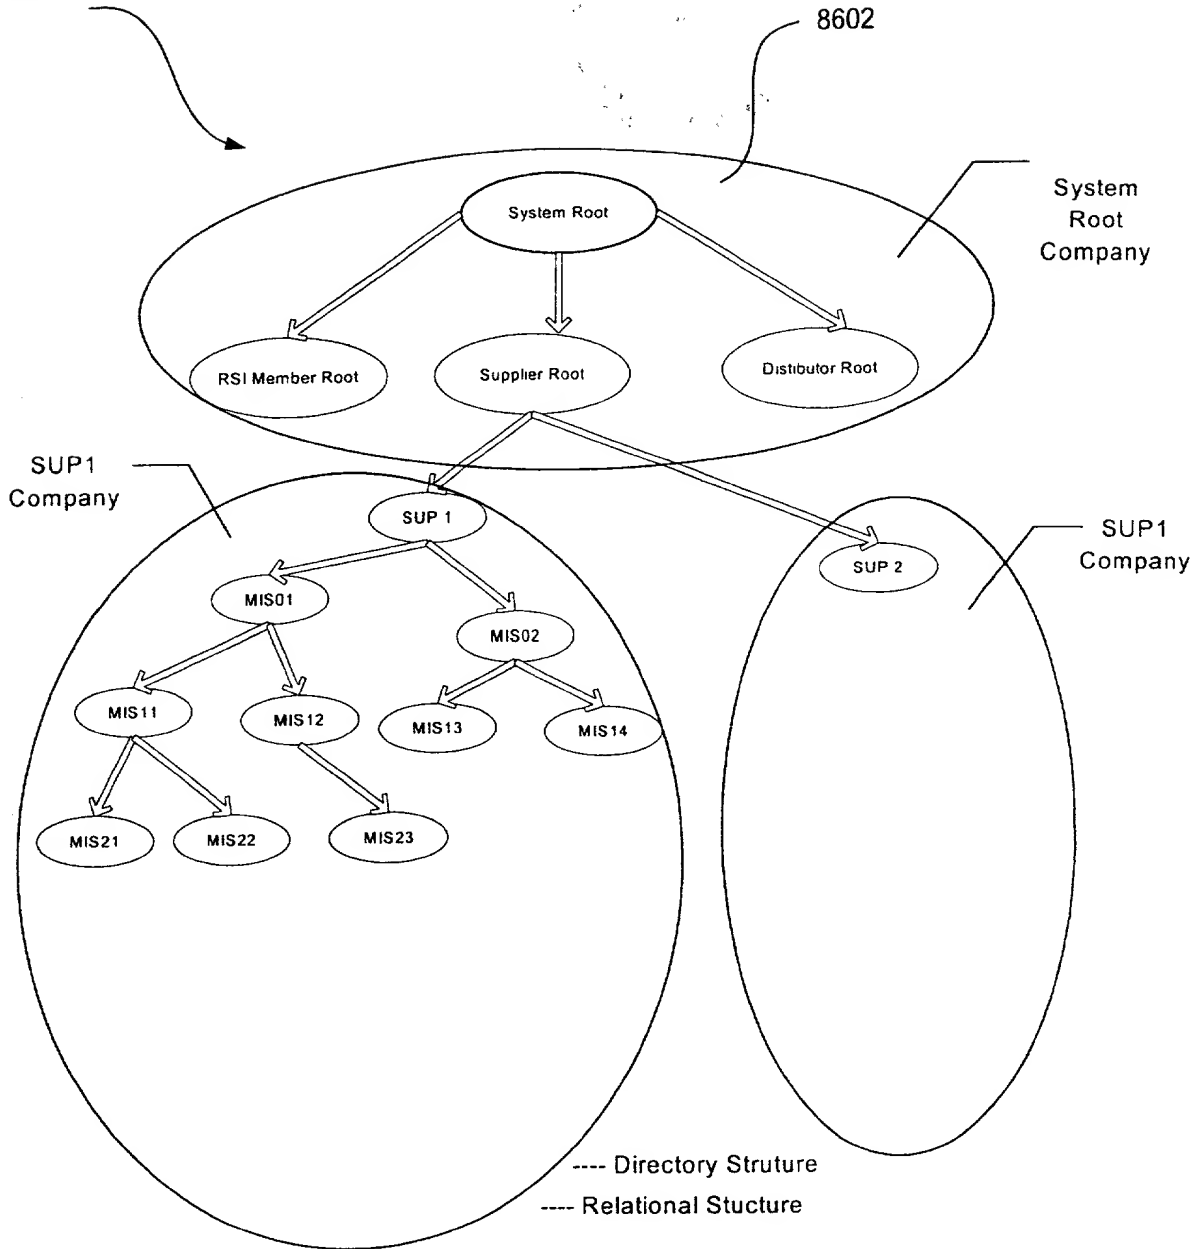 8602
System
Root
Company
System Root
RSI Member Root
Supplier Root
Distibutor Root
SUP1
Company
SUP 1
SUP1
Company
SUP 2
MIS01
MIS02
MIS11
MIS12
MIS13
MIS14
MIS21
MIS22
MIS23
---- Directory Struture
---- Relational Stucture